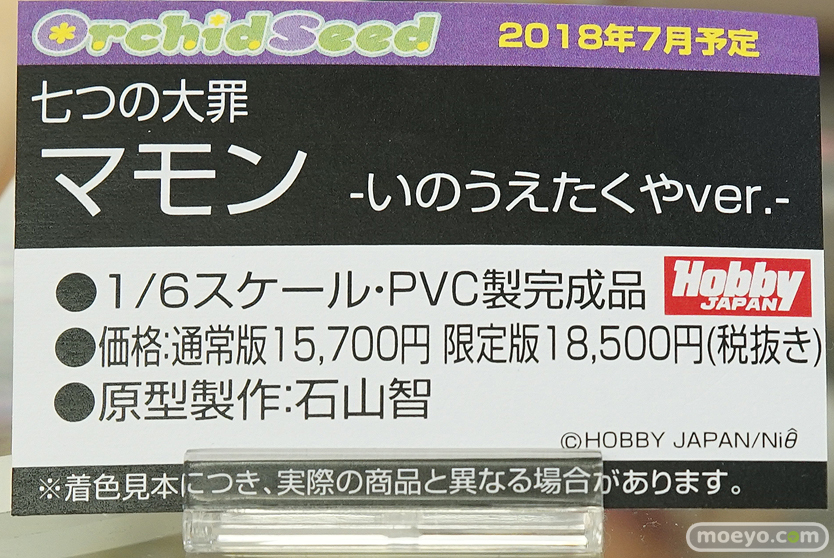 OrchidSeed 2018年7月予定
七つの大罪
マモン -いのうえたくやver.-
●1/6スケール・PVC製完成品
Hobby JAPAN
●価格:通常版15,700円 限定版18,500円(税抜き)
●原型製作:石山智
©HOBBY JAPAN/Niθ
※着色見本につき、実際の商品と異なる場合があります。
moeyo.com